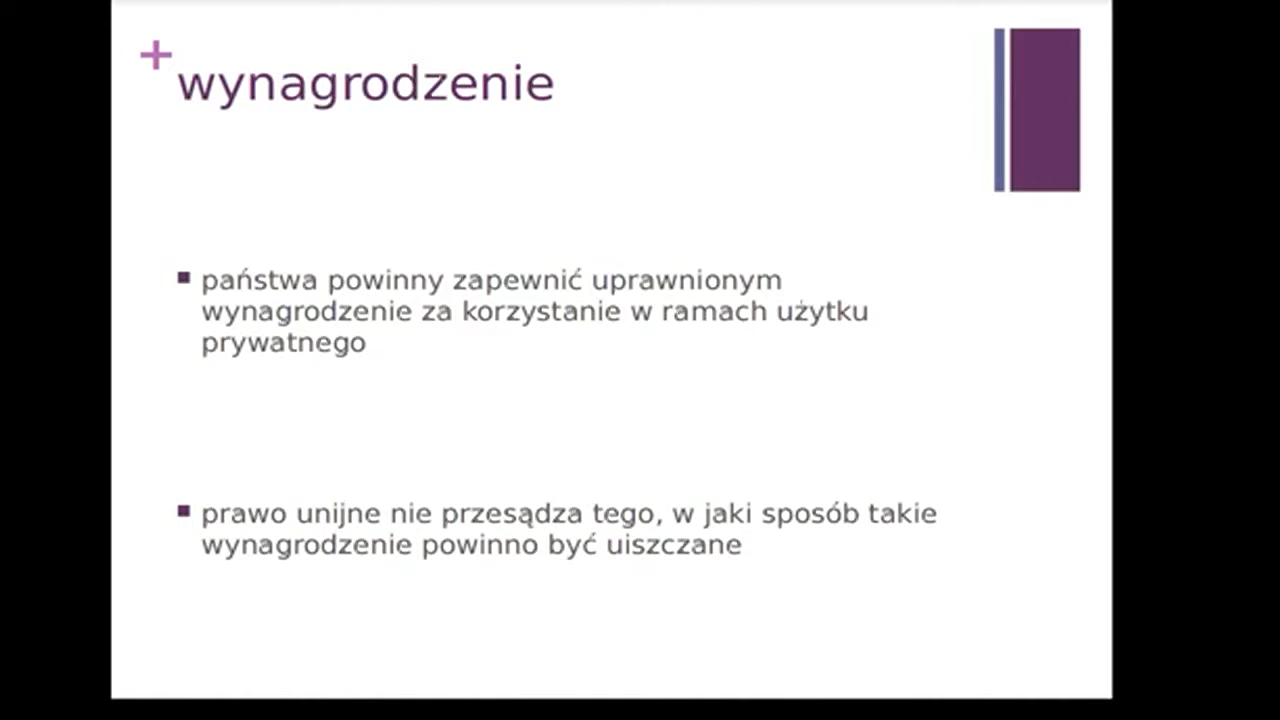 +
wynagrodzenie
państwa powinny zapewnić uprawnionym
wynagrodzenie za korzystanie w ramach użytku
prywatnego
prawo unijne nie przesądza tego, w jaki sposób takie
wynagrodzenie powinno być uiszczane